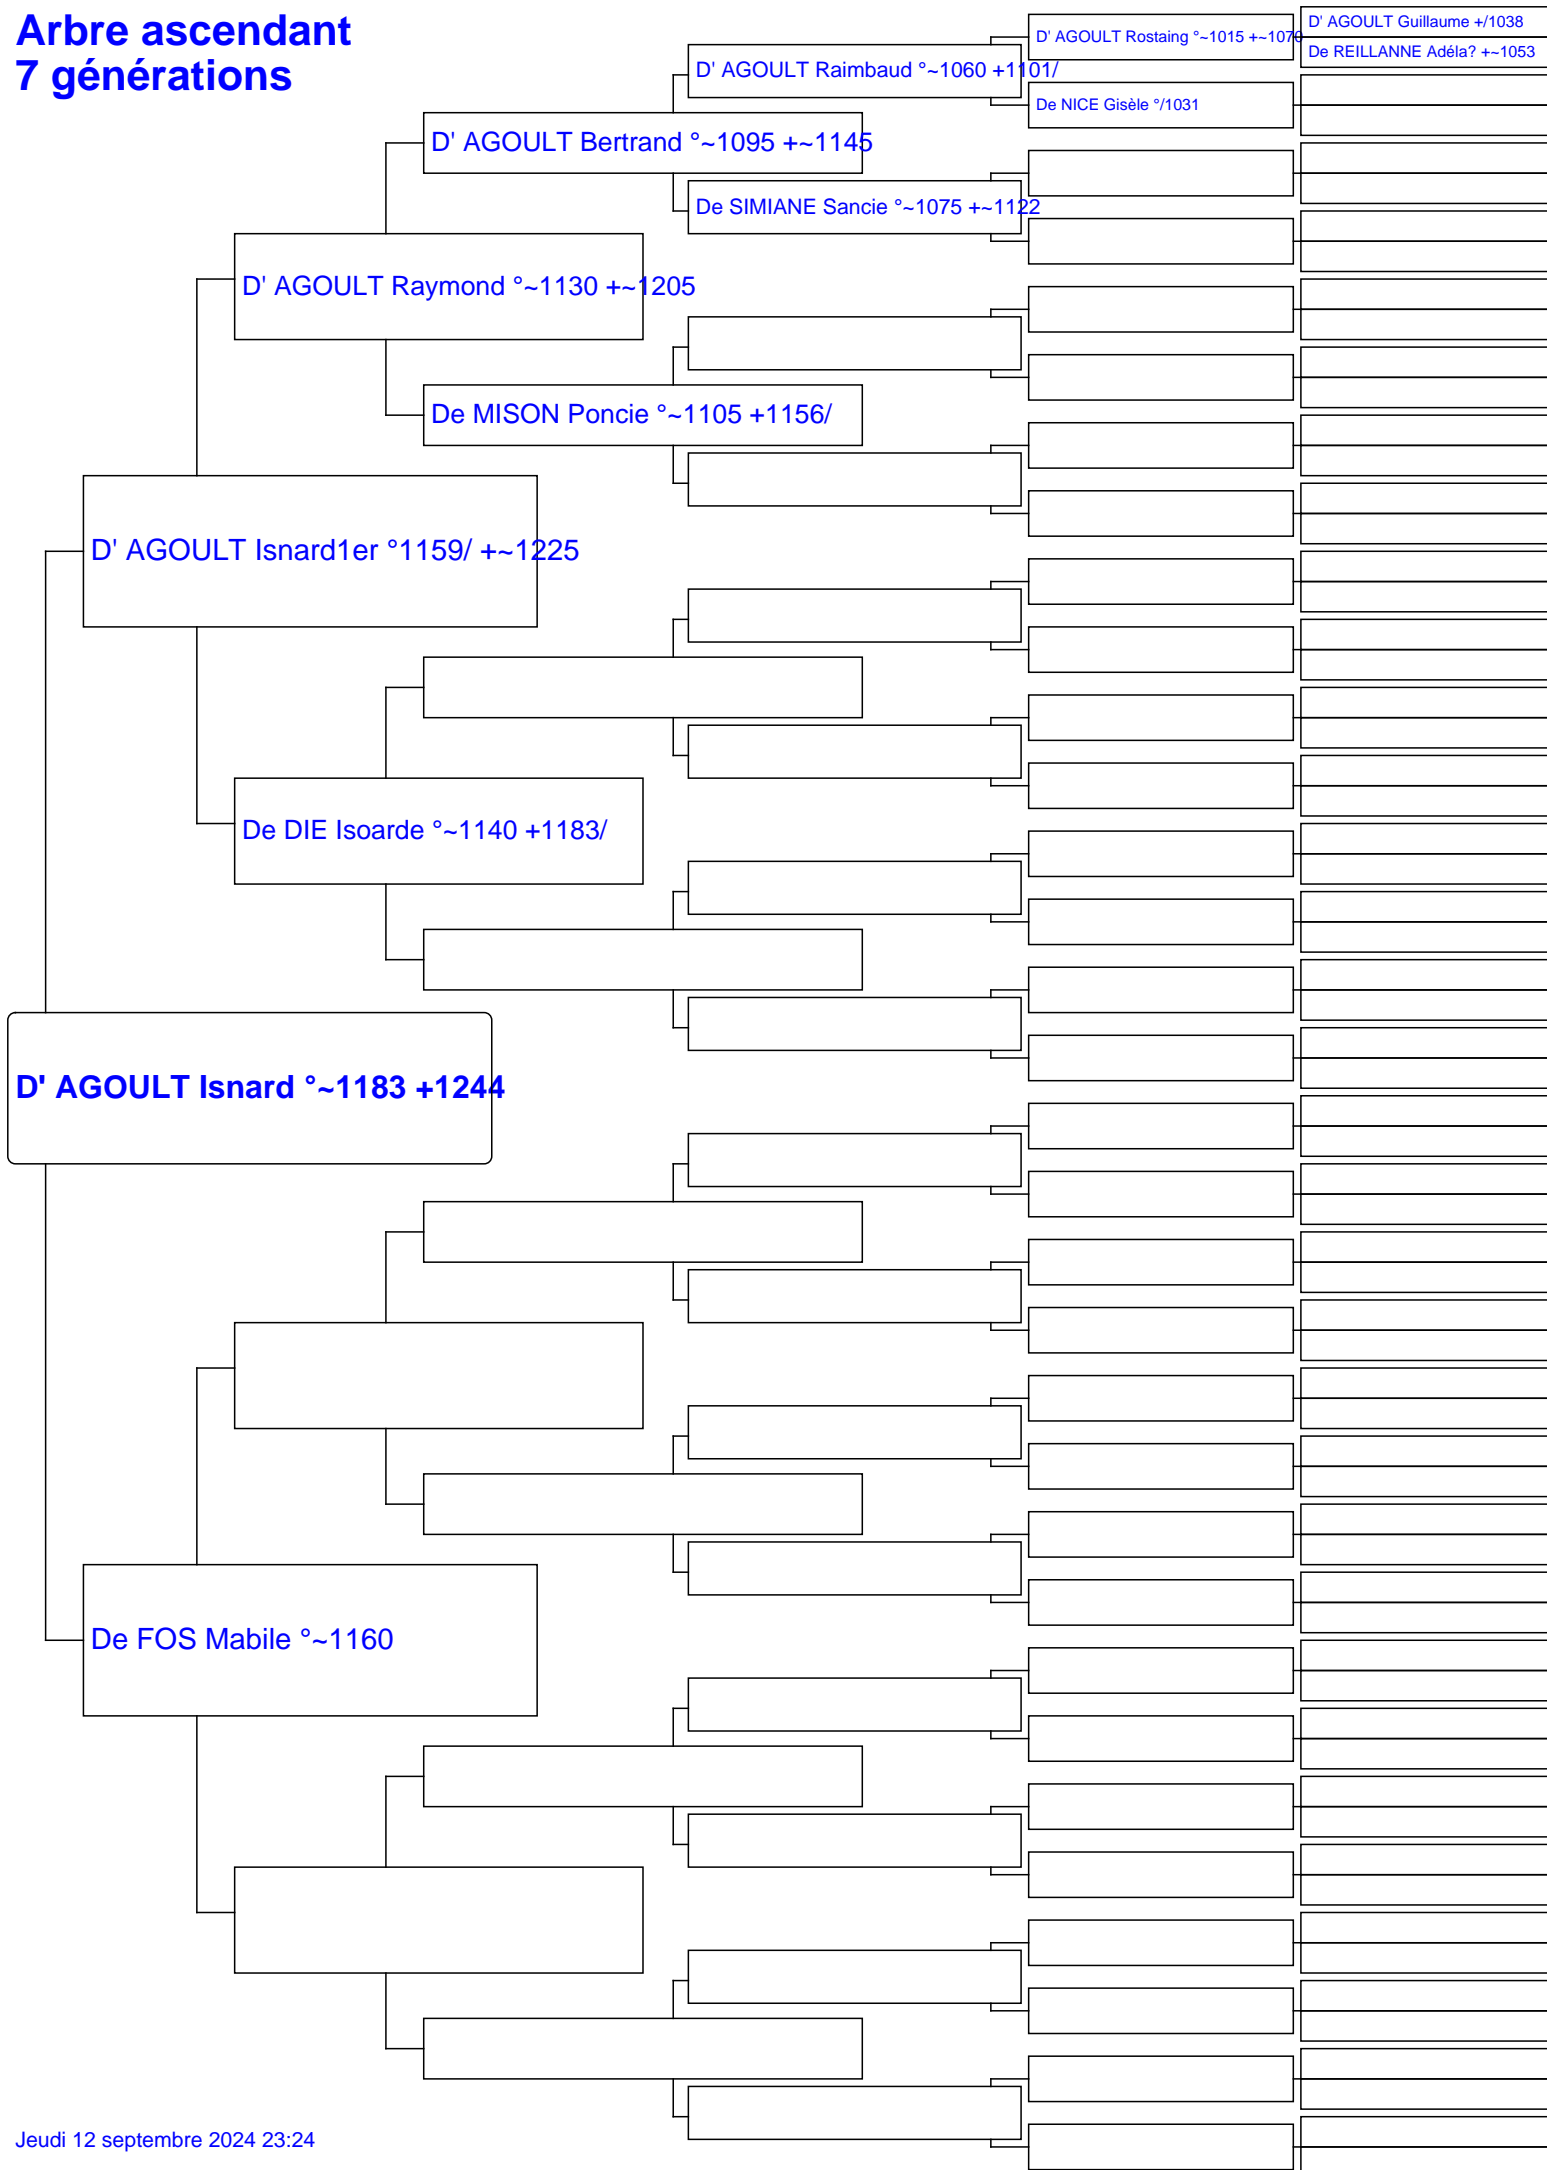 Arbre ascendant
7 générations
D' AGOULT Guillaume +/1038
D' AGOULT Rostaing °~1015 +~1070
De REILLANNE Adéla? +~1053
D' AGOULT Raimbaud °~1060 +1101/
De NICE Gisèle °/1031
D' AGOULT Bertrand °~1095 +~1145
De SIMIANE Sancie °~1075 +~1122
D' AGOULT Raymond °~1130 +~1205
De MISON Poncie °~1105 +1156/
D' AGOULT Isnard1er °1159/ +~1225
De DIE Isoarde °~1140 +1183/
D' AGOULT Isnard °~1183 +1244
De FOS Mabile °~1160
Jeudi 12 septembre 2024 23:24